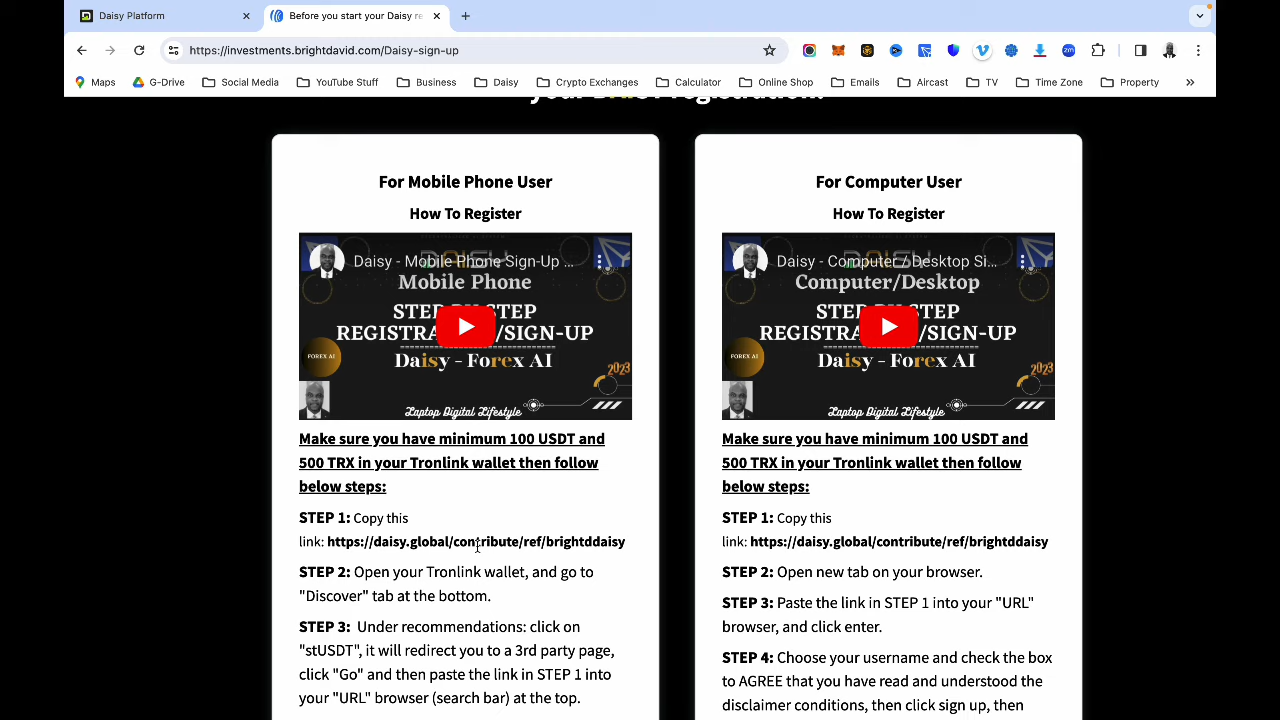 Daisy Platform
Before you start your Daisy re
https://investments.brightdavid.com/Daisy-sign-up
Maps G-Drive Social Media YouTube Stuff Business Daisy Crypto Exchanges Calculator Online Shop Emails Aircast TV Time Zone Property »
For Mobile Phone User
How To Register
Daisy - Mobile Phone Sign-Up ...
Mobile Phone
STEP BY STEP
/SIGN-UP
Daisy - Forex AI
FOREX AI
2023
Laptop Digital Lifestyle
Make sure you have minimum 100 USDT and
500 TRX in your Tronlink wallet then follow
below steps:
STEP 1: Copy this
link: https://daisy.global/contribute/ref/brightddaisy
STEP 2: Open your Tronlink wallet, and go to
"Discover" tab at the bottom.
STEP 3: Under recommendations: click on
"stUSDT", it will redirect you to a 3rd party page,
click "Go" and then paste the link in STEP 1 into
your "URL" browser (search bar) at the top.
For Computer User
How To Register
Daisy - Computer / Desktop Si...
Computer/Desktop
STEP BY STEP
/SIGN-UP
Daisy - Forex AI
FOREX AI
2023
Laptop Digital Lifestyle
Make sure you have minimum 100 USDT and
500 TRX in your Tronlink wallet then follow
below steps:
STEP 1: Copy this
link: https://daisy.global/contribute/ref/brightddaisy
STEP 2: Open new tab on your browser.
STEP 3: Paste the link in STEP 1 into your "URL"
browser, and click enter.
STEP 4: Choose your username and check the box
to AGREE that you have read and understood the
disclaimer conditions, then click sign up, then